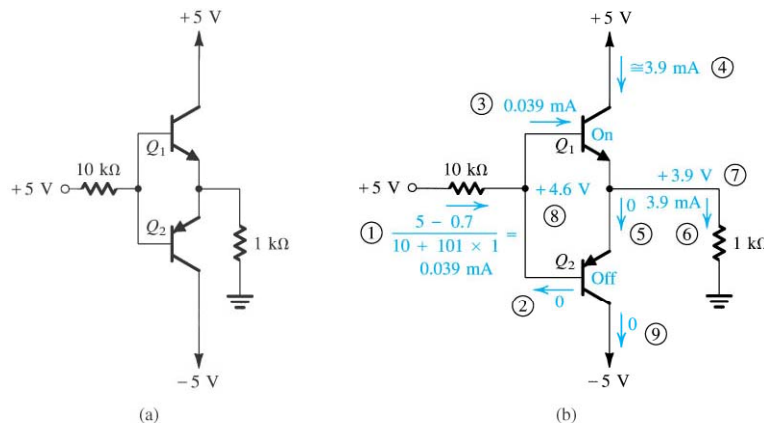 +5 V
Q1
10 kΩ
+5 V
Q2
1 kΩ
−5 V
(a)
+5 V
≅3.9 mA ④
③ 0.039 mA
On
Q1
10 kΩ
+5 V
+4.6 V
+3.9 V ⑦
① 5 − 0.7
10 + 101 × 1 =
0.039 mA
⑧
0 3.9 mA
⑤ ⑥
1 kΩ
Q2
Off
② 0
0 ⑨
−5 V
(b)